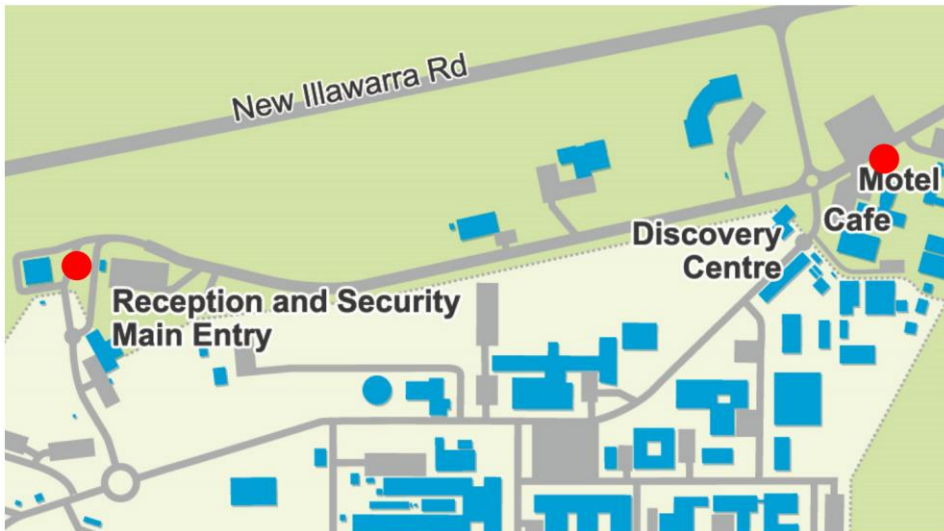 New Illawarra Rd
Motel
Cafe
Discovery
Centre
Reception and Security
Main Entry